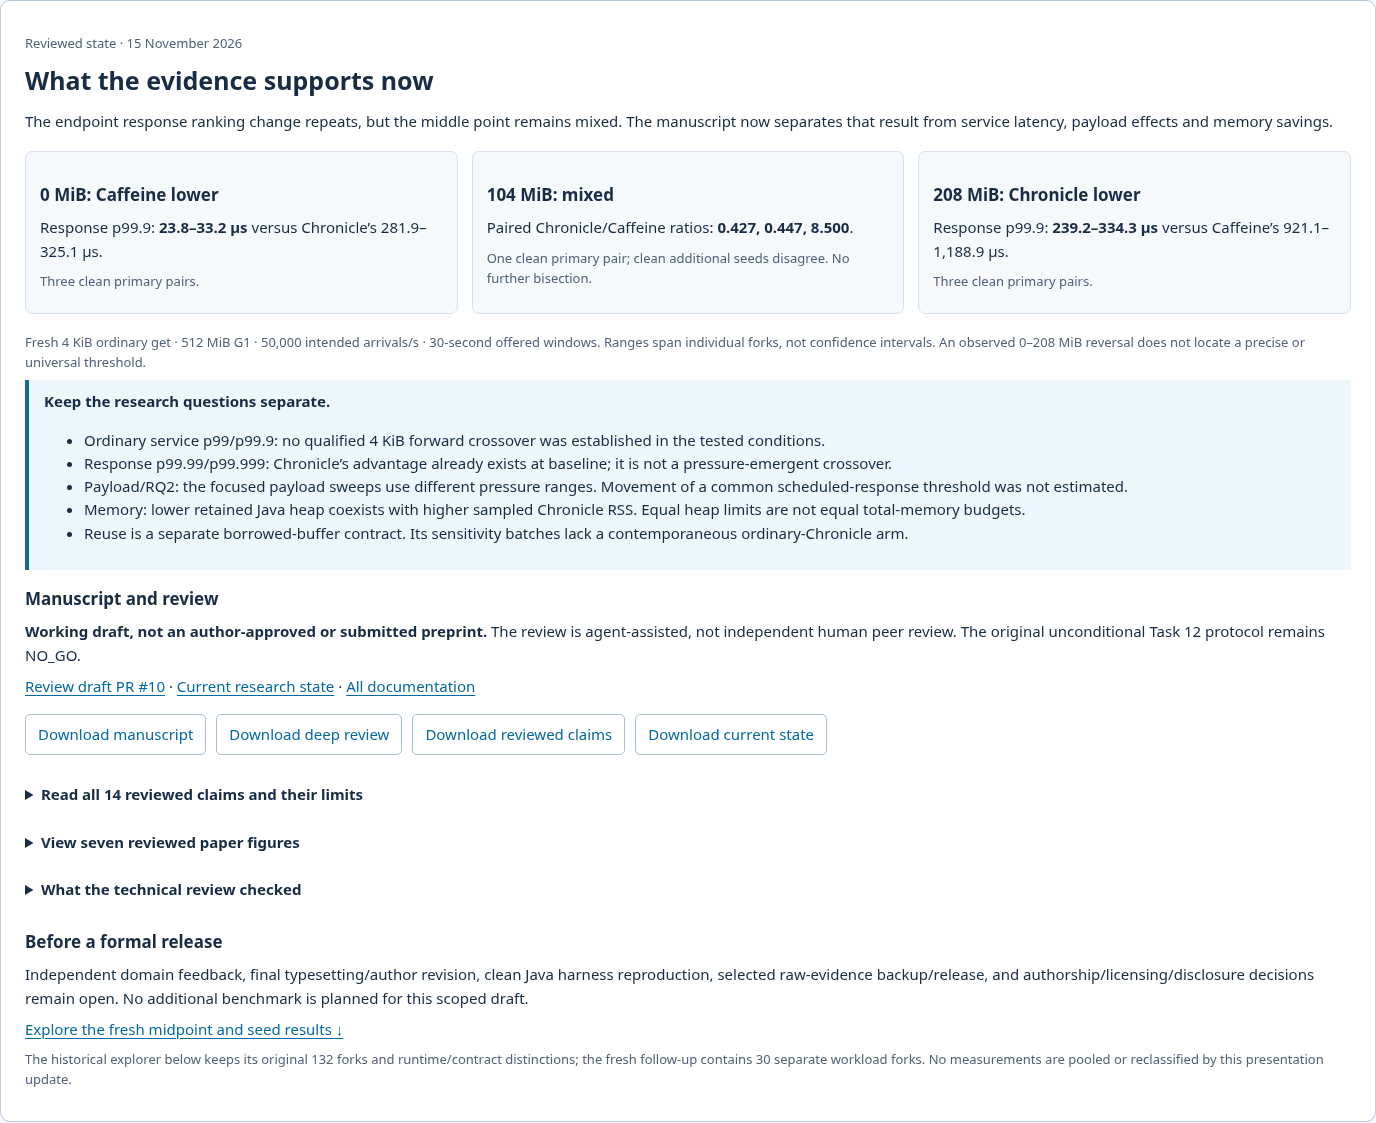 Reviewed state · 15 November 2026
What the evidence supports now
The endpoint response ranking change repeats, but the middle point remains mixed. The manuscript now separates that result from service latency, payload effects and memory savings.
0 MiB: Caffeine lower
Response p99.9: 23.8–33.2 µs versus Chronicle’s 281.9–
325.1 µs.
Three clean primary pairs.
104 MiB: mixed
Paired Chronicle/Caffeine ratios: 0.427, 0.447, 8.500.
One clean primary pair; clean additional seeds disagree. No
further bisection.
208 MiB: Chronicle lower
Response p99.9: 239.2–334.3 µs versus Caffeine’s 921.1–
1,188.9 µs.
Three clean primary pairs.
Fresh 4 KiB ordinary get · 512 MiB G1 · 50,000 intended arrivals/s · 30-second offered windows. Ranges span individual forks, not confidence intervals. An observed 0–208 MiB reversal does not locate a precise or
universal threshold.
Keep the research questions separate.
• Ordinary service p99/p99.9: no qualified 4 KiB forward crossover was established in the tested conditions.
• Response p99.99/p99.999: Chronicle’s advantage already exists at baseline; it is not a pressure-emergent crossover.
• Payload/RQ2: the focused payload sweeps use different pressure ranges. Movement of a common scheduled-response threshold was not estimated.
• Memory: lower retained Java heap coexists with higher sampled Chronicle RSS. Equal heap limits are not equal total-memory budgets.
• Reuse is a separate borrowed-buffer contract. Its sensitivity batches lack a contemporaneous ordinary-Chronicle arm.
Manuscript and review
Working draft, not an author-approved or submitted preprint. The review is agent-assisted, not independent human peer review. The original unconditional Task 12 protocol remains
NO_GO.
Review draft PR #10 · Current research state · All documentation
Download manuscript
Download deep review
Download reviewed claims
Download current state
▶ Read all 14 reviewed claims and their limits
▶ View seven reviewed paper figures
▶ What the technical review checked
Before a formal release
Independent domain feedback, final typesetting/author revision, clean Java harness reproduction, selected raw-evidence backup/release, and authorship/licensing/disclosure decisions
remain open. No additional benchmark is planned for this scoped draft.
Explore the fresh midpoint and seed results ↓
The historical explorer below keeps its original 132 forks and runtime/contract distinctions; the fresh follow-up contains 30 separate workload forks. No measurements are pooled or reclassified by this presentation
update.